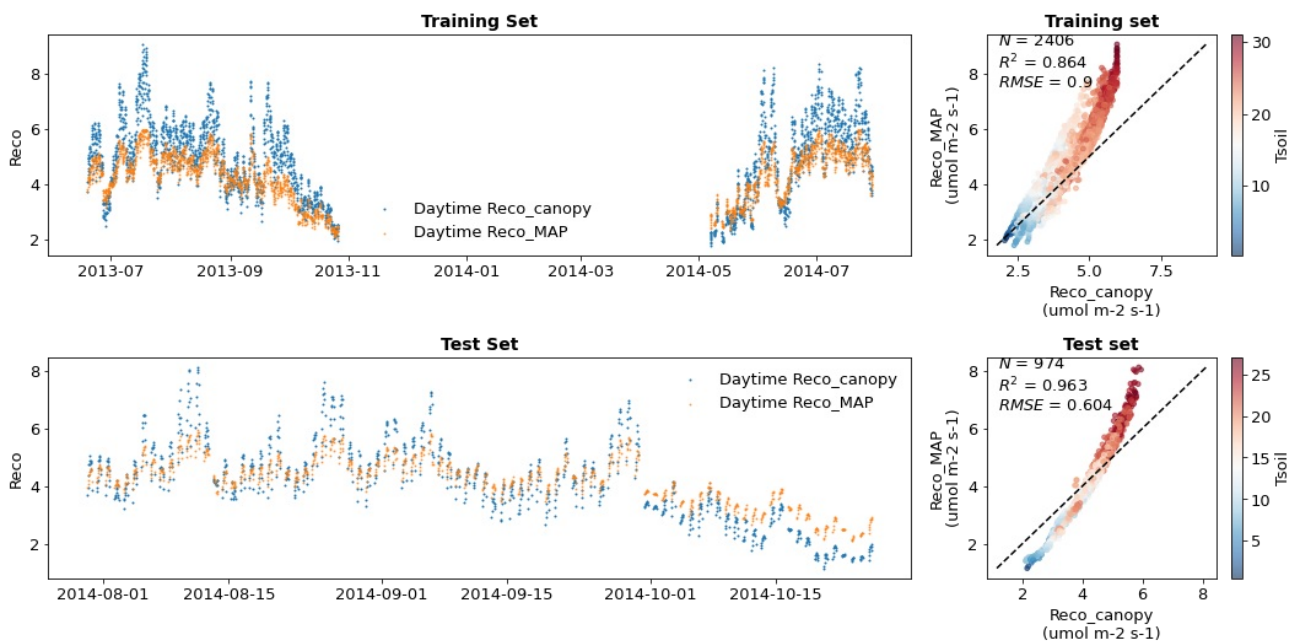 Training Set
Reco
8
6
4
2
Daytime Reco_canopy
Daytime Reco_MAP
2013-07
2013-09
2013-11
2014-01
2014-03
2014-05
2014-07
Training set
N = 2406
R² = 0.864
RMSE = 0.9
Reco_MAP
(umol m-2 s-1)
8
6
4
2
2.5
5.0
7.5
Reco_canopy
(umol m-2 s-1)
30
20
10
Tsoil
Test Set
Reco
8
6
4
2
Daytime Reco_canopy
Daytime Reco_MAP
2014-08-01
2014-08-15
2014-09-01
2014-09-15
2014-10-01
2014-10-15
Test set
N = 974
R² = 0.963
RMSE = 0.604
Reco_MAP
(umol m-2 s-1)
8
6
4
2
2
4
6
8
Reco_canopy
(umol m-2 s-1)
25
20
15
10
5
Tsoil